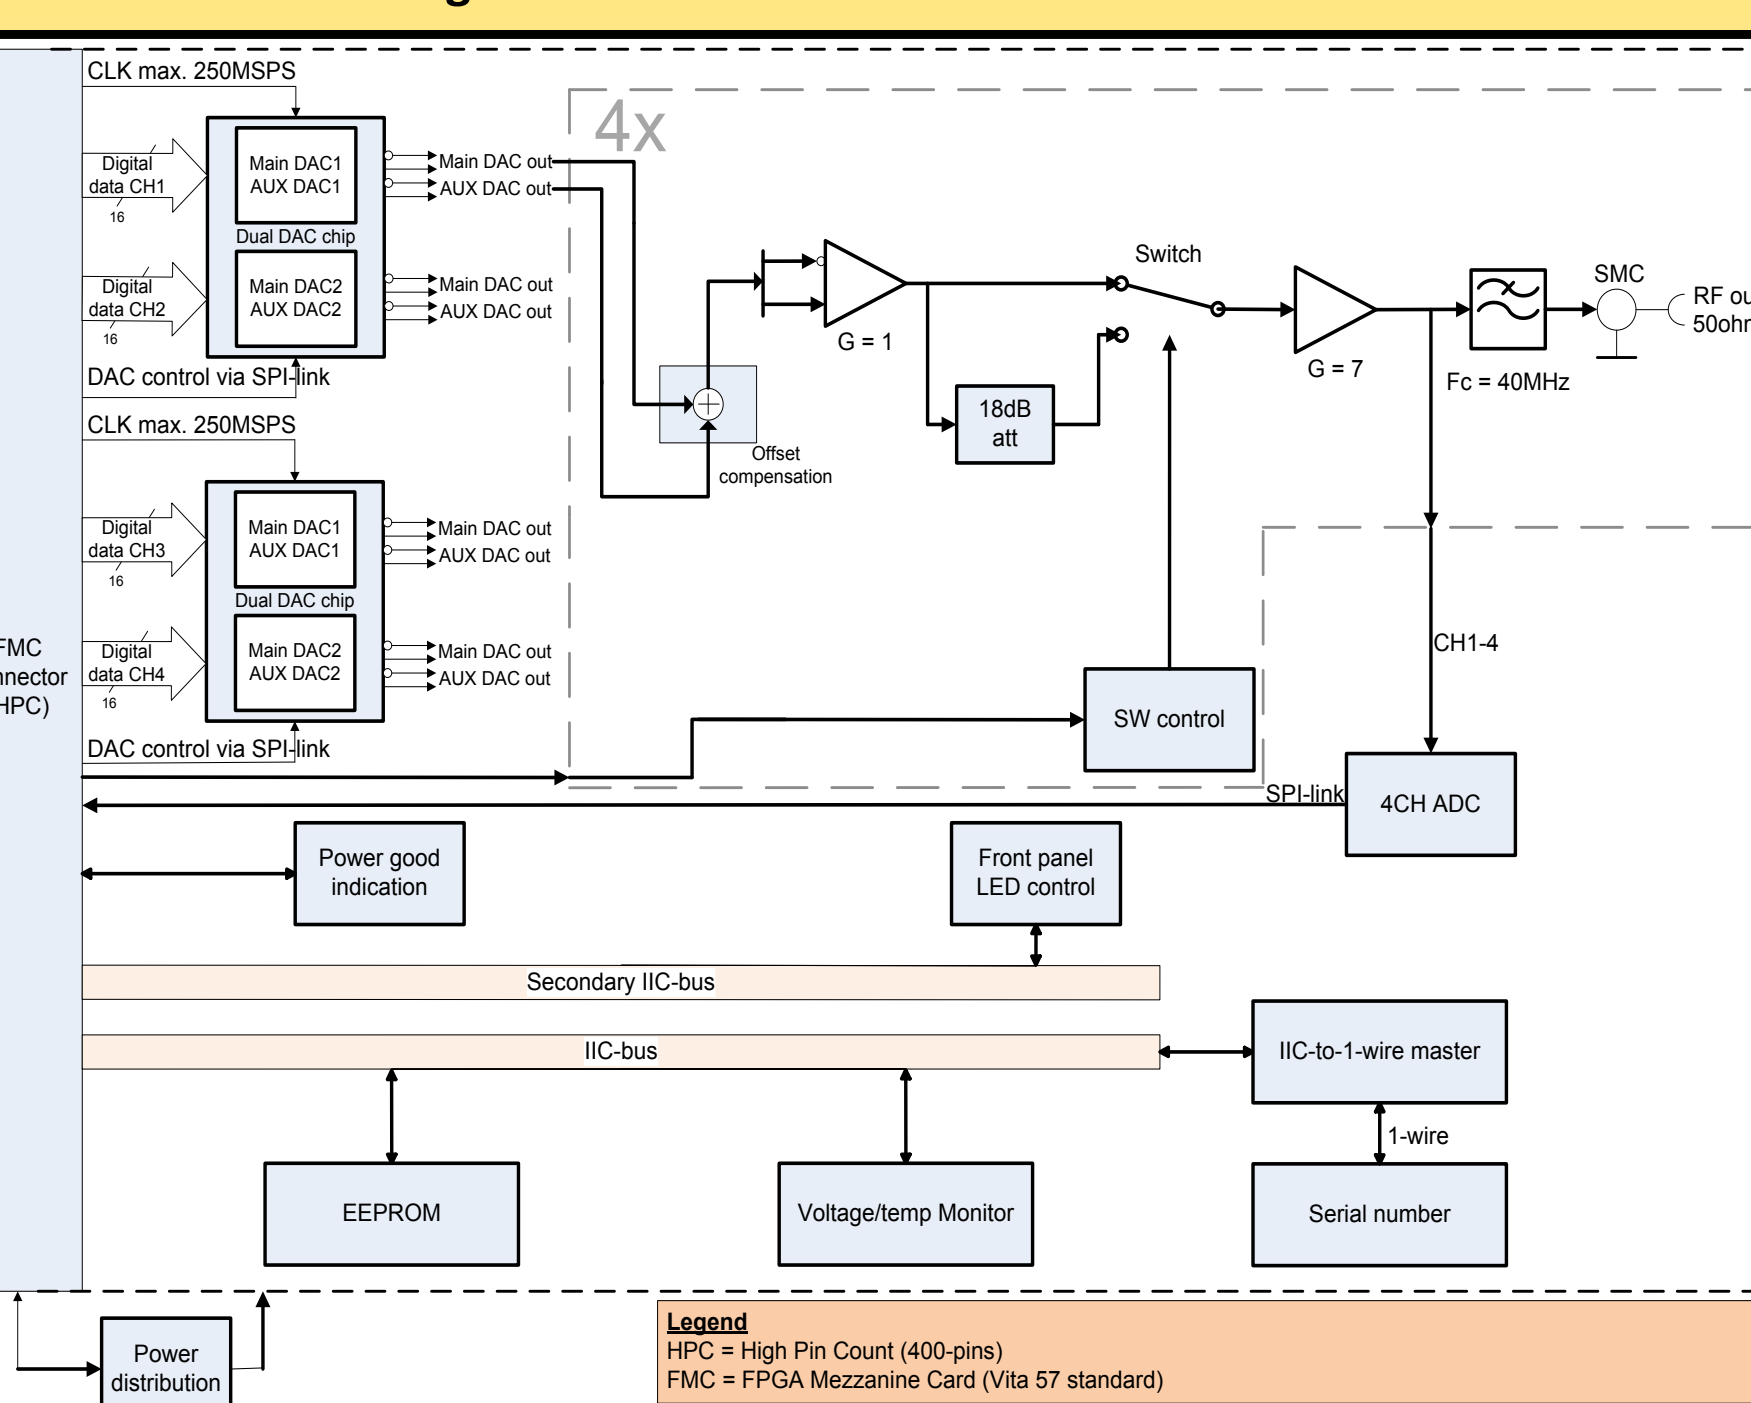 CLK max. 250MSPS
4x
Digital
data CH1
16
Main DAC1
AUX DAC1
Main DAC out
AUX DAC out
Dual DAC chip
Digital
data CH2
16
Main DAC2
AUX DAC2
Main DAC out
AUX DAC out
DAC control via SPI-link
Switch
G = 1
SMC
RF
G = 7
Fc = 40MHz
18dB
att
Offset
compensation
CLK max. 250MSPS
Digital
data CH3
16
Main DAC1
AUX DAC1
Main DAC out
AUX DAC out
Dual DAC chip
Digital
data CH4
16
Main DAC2
AUX DAC2
Main DAC out
AUX DAC out
DAC control via SPI-link
FMC
HPC)
CH1-4
SW control
SPI-link
4CH ADC
Power good
indication
Front panel
LED control
Secondary IIC-bus
IIC-bus
IIC-to-1-wire master
1-wire
EEPROM
Voltage/temp Monitor
Serial number
Power
distribution
Legend
HPC = High Pin Count (400-pins)
FMC = FPGA Mezzanine Card (Vita 57 standard)